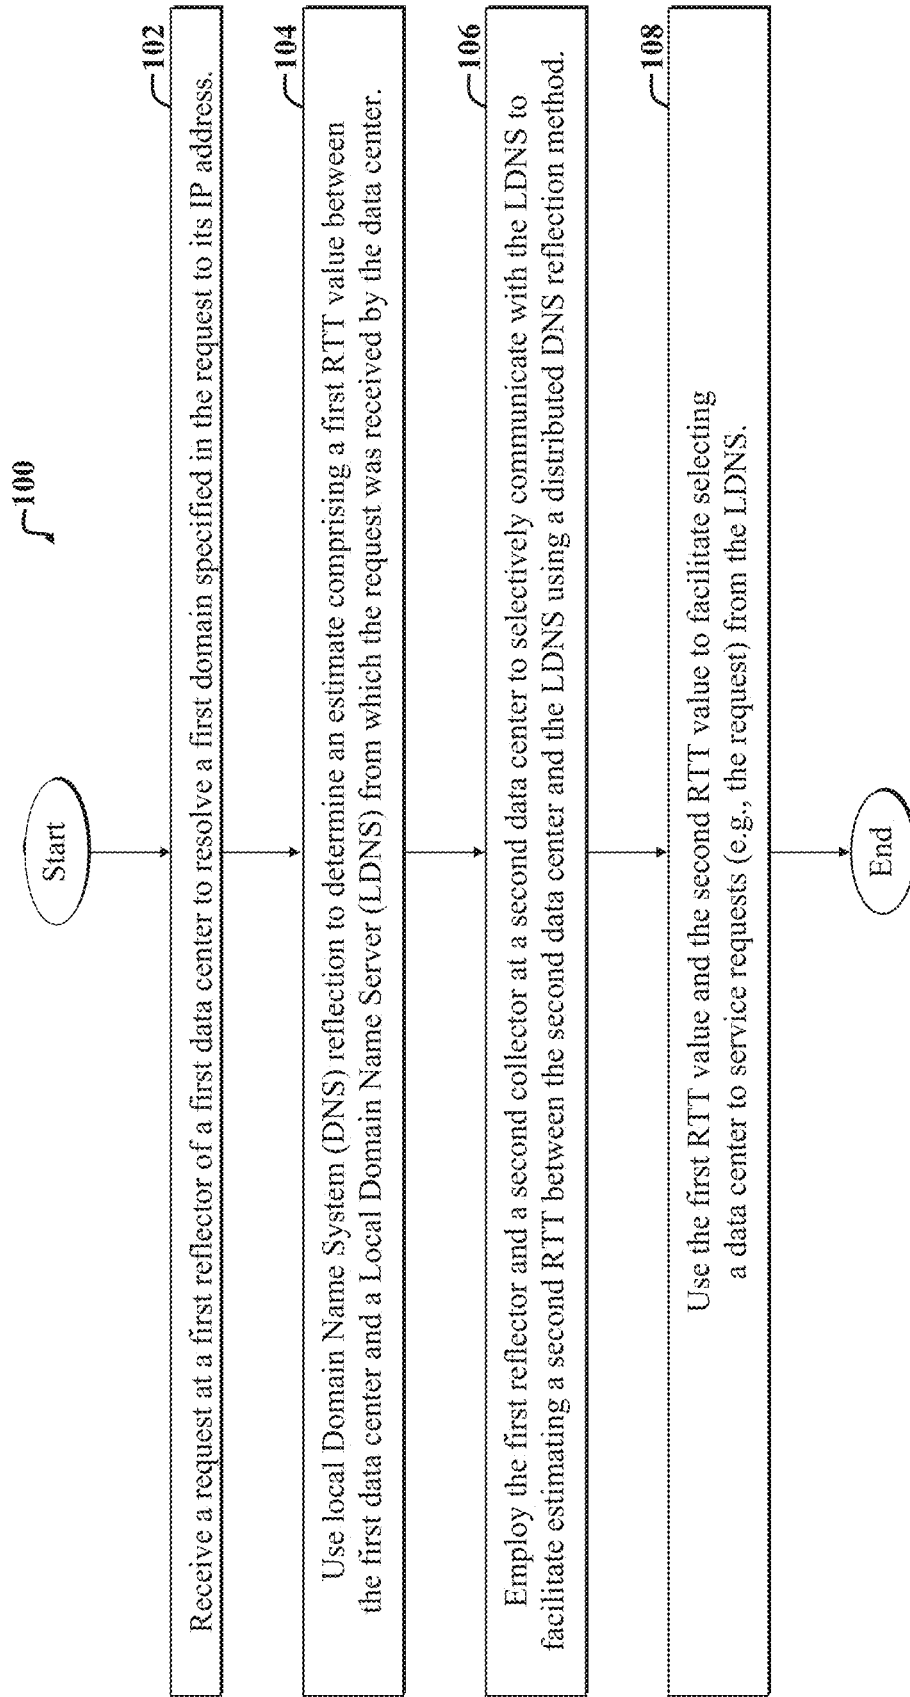 100
Start
102
Receive a request at a first reflector of a first data center to resolve a first domain specified in the request to its IP address.
104
Use local Domain Name System (DNS) reflection to determine an estimate comprising a first RTT value between
the first data center and a Local Domain Name Server (LDNS) from which the request was received by the data center.
106
Employ the first reflector and a second collector at a second data center to selectively communicate with the LDNS to
facilitate estimating a second RTT between the second data center and the LDNS using a distributed DNS reflection method.
108
Use the first RTT value and the second RTT value to facilitate selecting
a data center to service requests (e.g., the request) from the LDNS.
End